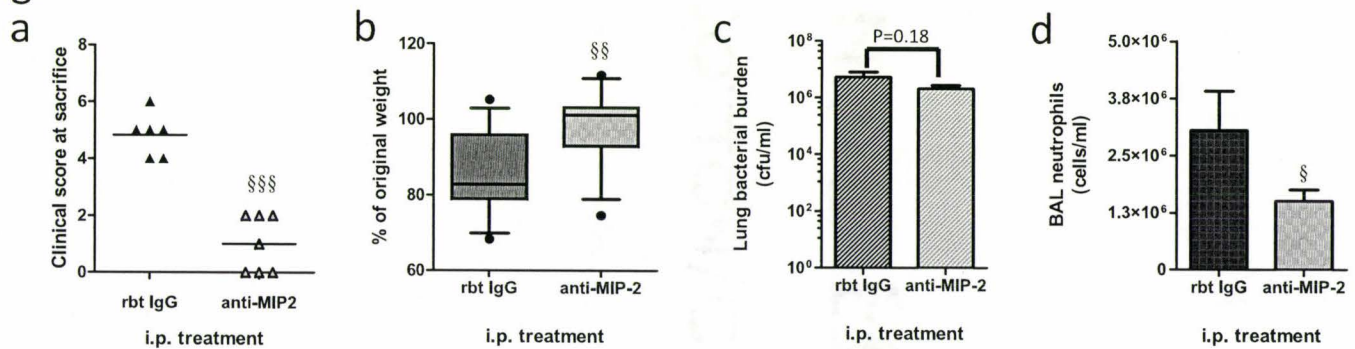 a
Clinical score at sacrifice
8
6
4
2
0
§§§
rbt IgG
anti-MIP2
i.p. treatment
b
% of original weight
120
100
80
60
§§
rbt IgG
anti-MIP-2
i.p. treatment
c
Lung bacterial burden
(cfu/ml)
10⁸
10⁶
10⁴
10²
10⁰
P=0.18
rbt IgG
anti-MIP-2
i.p. treatment
d
BAL neutrophils
(cells/ml)
5.0×10⁶
3.8×10⁶
2.5×10⁶
1.3×10⁶
0
§
rbt IgG
anti-MIP-2
i.p. treatment